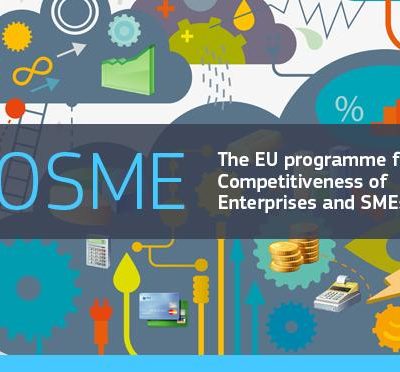 %
OSME
The EU programme f
Competitiveness of
Enterprises and SMEs